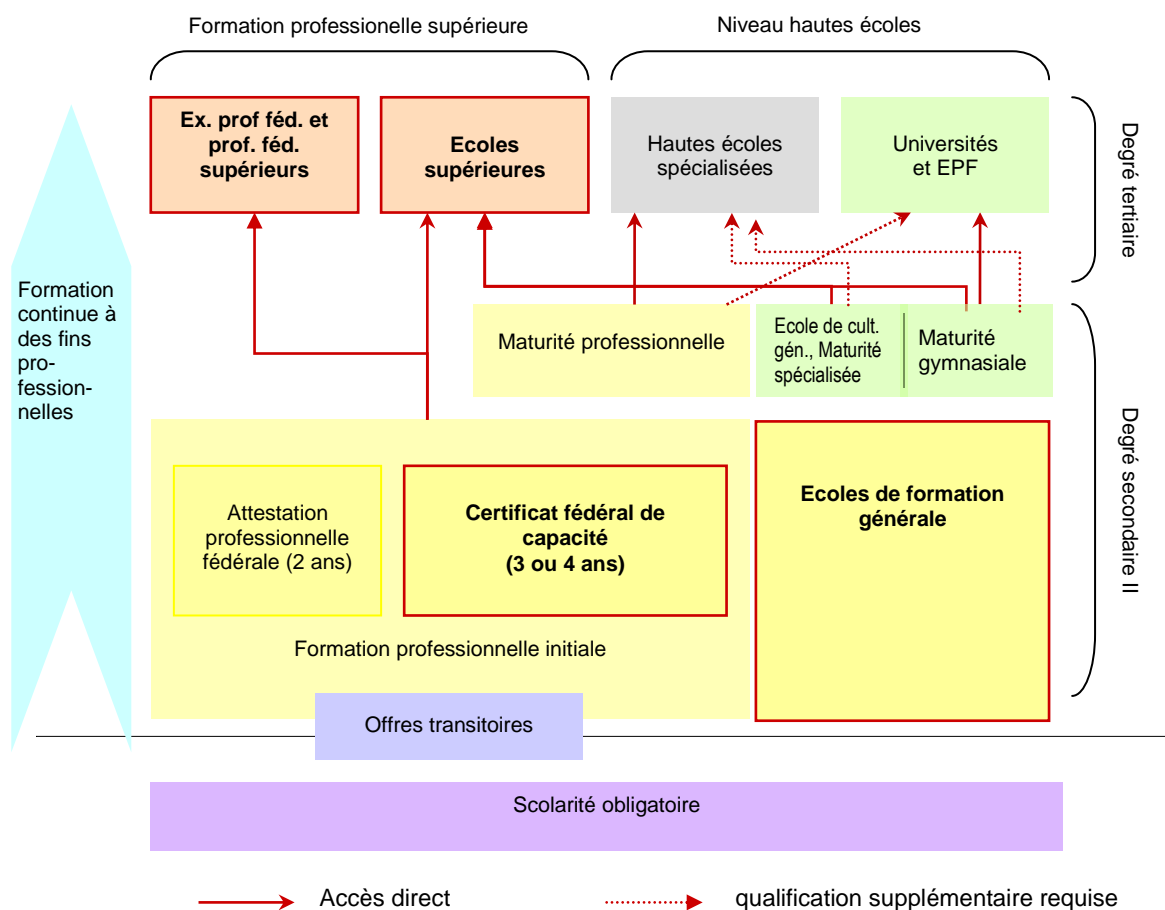 Formation professionelle supérieure
Niveau hautes écoles
Ex. prof féd. et
prof. féd.
supérieurs
Ecoles
supérieures
Hautes écoles
spécialisées
Universités
et EPF
Degré tertiaire
Formation
continue à
des fins
pro-
fession-
nelles
Maturité professionnelle
Ecole de cult.
gén., Maturité
spécialisée
Maturité
gymnasiale
Degré secondaire II
Attestation
professionnelle
fédérale (2 ans)
Certificat fédéral de
capacité
(3 ou 4 ans)
Ecoles de formation
générale
Formation professionnelle initiale
Offres transitoires
Scolarité obligatoire
Accès direct
qualification supplémentaire requise